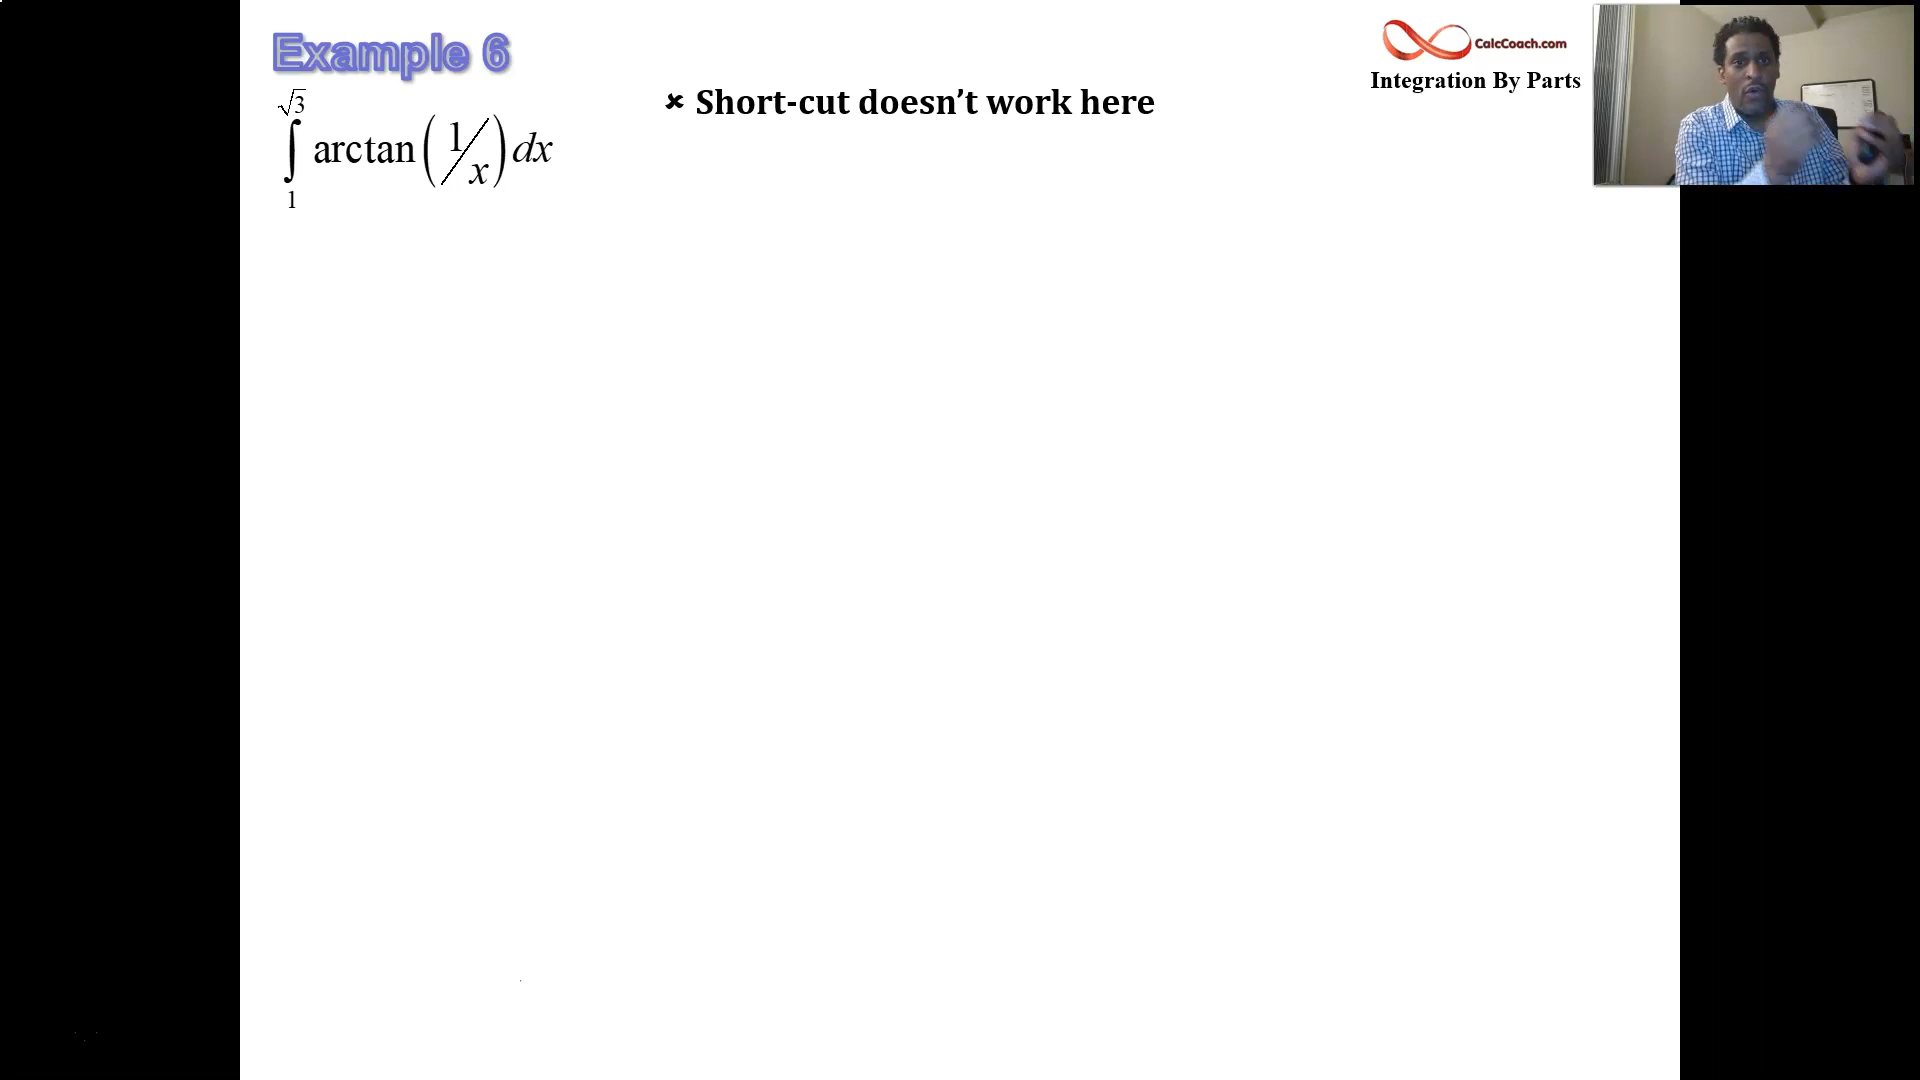 Example 6
∫₁^√3 arctan(1/x) dx
× Short-cut doesn’t work here
CalcCoach.com
Integration By Parts